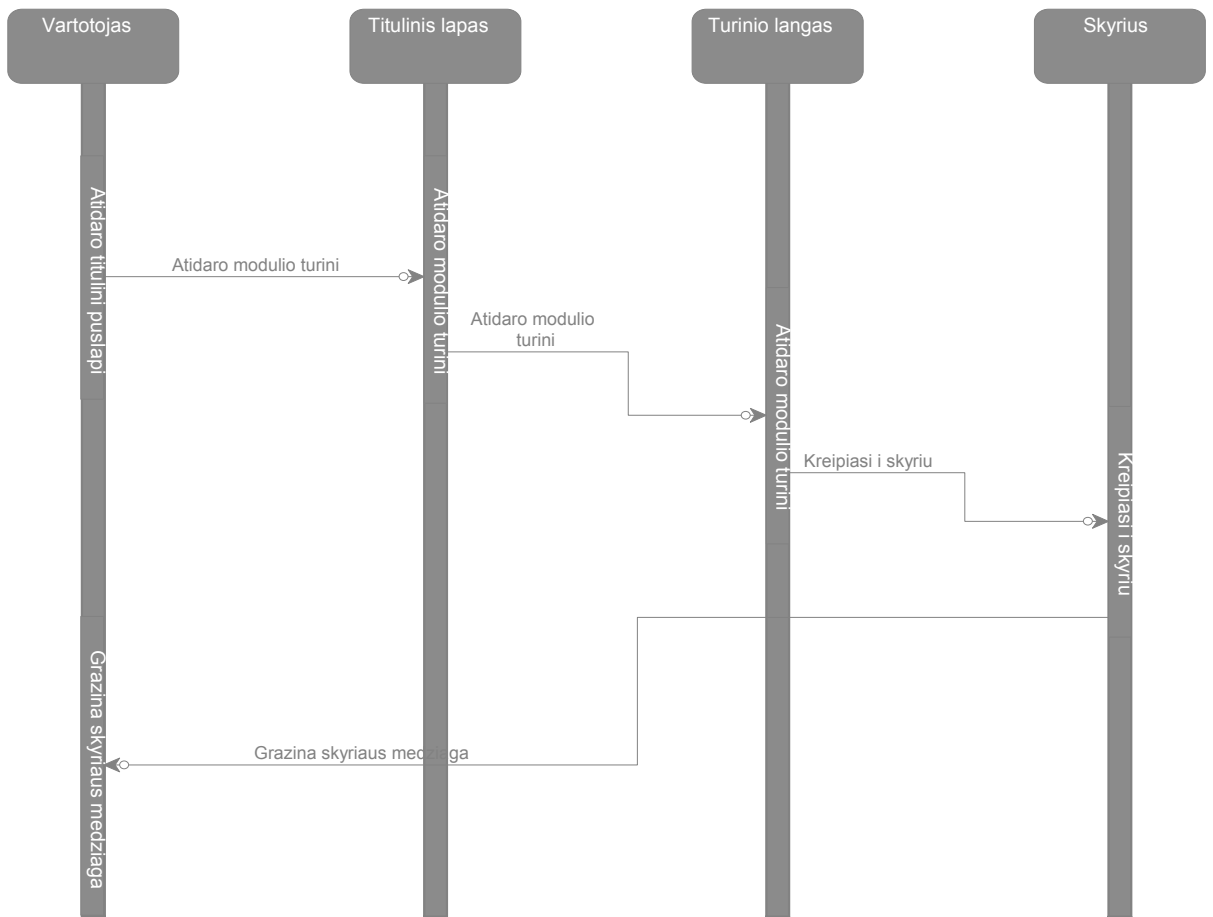 Vartotojas
Titulinis lapas
Turinio langas
Skyrius
Atidaro titulini puslapi
Atidaro modulio turini
Atidaro modulio turini
Atidaro modulio
turini
Atidaro modulio turini
Kreipiasi i skyriu
Kreipiasi i skyriu
Grazina skyriaus medziaga
Grazina skyriaus medziaga